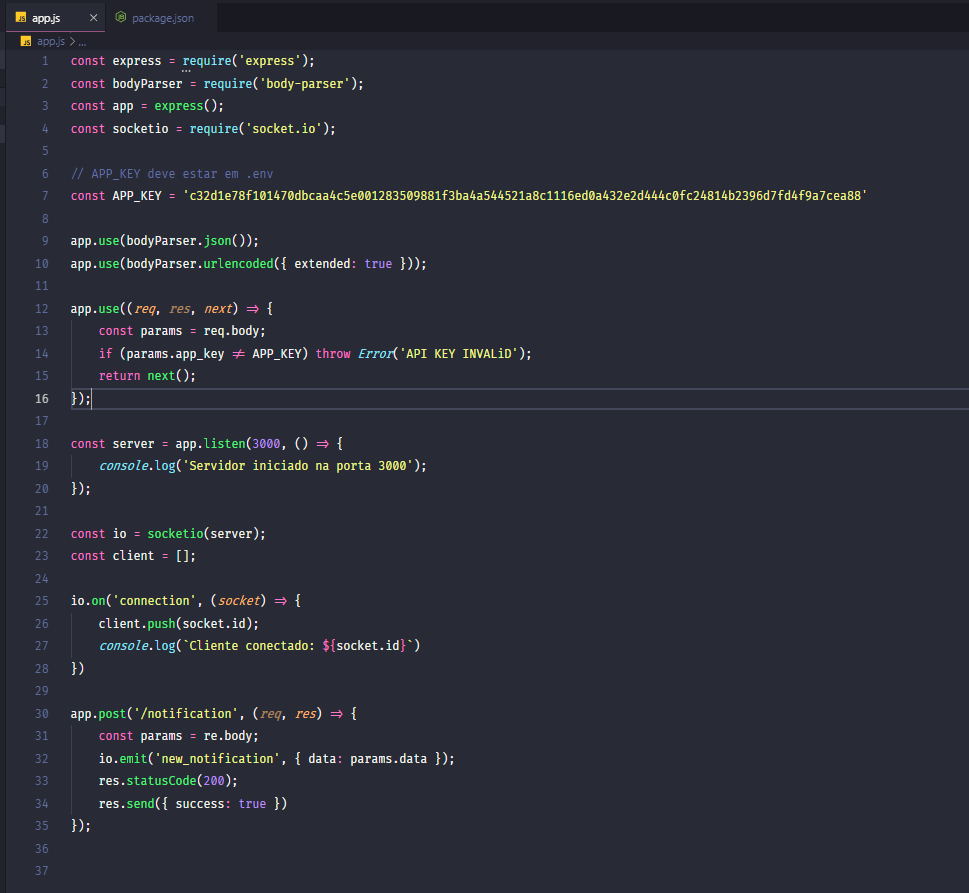 app.js
package.json
app.js > ...
1 const express = require('express');
2 const bodyParser = require('body-parser');
3 const app = express();
4 const socketio = require('socket.io');
5
6 // APP_KEY deve estar em .env
7 const APP_KEY = 'c32d1e78f101470dbcaa4c5e001283509881f3ba4a544521a8c1116ed0a432e2d444c0fc24814b2396d7fd4f9a7cea88'
8
9 app.use(bodyParser.json());
10 app.use(bodyParser.urlencoded({ extended: true }));
11
12 app.use((req, res, next) => {
13     const params = req.body;
14     if (params.app_key ≠ APP_KEY) throw Error('API KEY INVALiD');
15     return next();
16 });
17
18 const server = app.listen(3000, () => {
19     console.log('Servidor iniciado na porta 3000');
20 });
21
22 const io = socketio(server);
23 const client = [];
24
25 io.on('connection', (socket) => {
26     client.push(socket.id);
27     console.log(`Cliente conectado: ${socket.id}`)
28 })
29
30 app.post('/notification', (req, res) => {
31     const params = re.body;
32     io.emit('new_notification', { data: params.data });
33     res.statusCode(200);
34     res.send({ success: true })
35 });
36
37